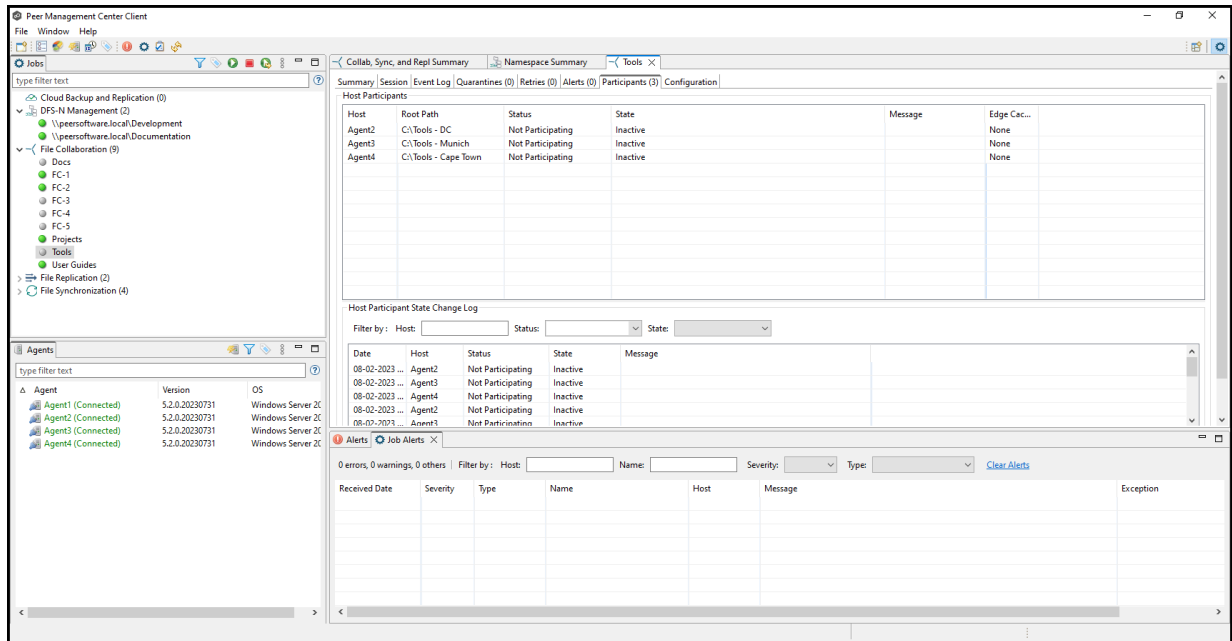 Peer Management Center Client
File Window Help
Jobs
type filter text
Cloud Backup and Replication (0)
DFS-N Management (2)
\\peersoftware.local\Development
\\peersoftware.local\Documentation
File Collaboration (9)
Docs
FC-1
FC-2
FC-3
FC-4
FC-5
Projects
Tools
User Guides
File Replication (2)
File Synchronization (4)
Agents
type filter text
Agent Version OS
Agent1 (Connected) 5.2.0.20230731 Windows Server 20
Agent2 (Connected) 5.2.0.20230731 Windows Server 20
Agent3 (Connected) 5.2.0.20230731 Windows Server 20
Agent4 (Connected) 5.2.0.20230731 Windows Server 20
Collab, Sync, and Repl Summary Namespace Summary Tools
Summary Session Event Log Quarantines (0) Retries (0) Alerts (0) Participants (3) Configuration
Host Participants
Host Root Path Status State Message Edge Cac...
Agent2 C:\Tools - DC Not Participating Inactive None
Agent3 C:\Tools - Munich Not Participating Inactive None
Agent4 C:\Tools - Cape Town Not Participating Inactive None
Host Participant State Change Log
Filter by : Host: Status: State:
Date Host Status State Message
08-02-2023 ... Agent2 Not Participating Inactive
08-02-2023 ... Agent3 Not Participating Inactive
08-02-2023 ... Agent4 Not Participating Inactive
08-02-2023 ... Agent2 Not Participating Inactive
08-02-2023 ... Agent3 Not Participating Inactive
Alerts Job Alerts
0 errors, 0 warnings, 0 others Filter by : Host: Name: Severity: Type: Clear Alerts
Received Date Severity Type Name Host Message Exception